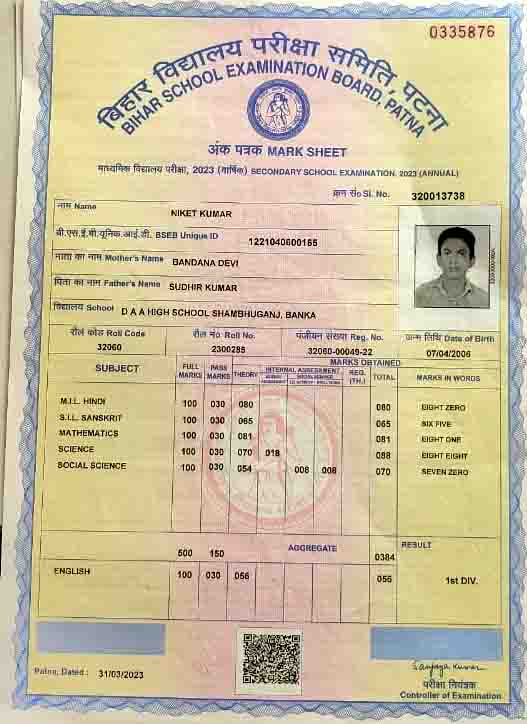 0335876
बिहार विद्यालय परीक्षा समिति, पटना
BIHAR SCHOOL EXAMINATION BOARD, PATNA
अंक पत्रक MARK SHEET
माध्यमिक विद्यालय परीक्षा, 2023 (वार्षिक) SECONDARY SCHOOL EXAMINATION, 2023 (ANNUAL)
क्रम सं० Sl. No. 320013738
नाम Name NIKET KUMAR
बी.एस.ई.बी.यूनिक आई.डी. BSEB Unique ID 1221040600165
माता का नाम Mother's Name BANDANA DEVI
पिता का नाम Father's Name SUDHIR KUMAR
विद्यालय School D A A HIGH SCHOOL SHAMBHUGANJ, BANKA
रौल कोड Roll Code रौल नं० Roll No. पंजीयन संख्या Reg. No. जन्म तिथि Date of Birth
32060 2300285 32060-00049-22 07/04/2006
SUBJECT FULL MARKS PASS MARKS MARKS OBTAINED
THEORY INTERNAL ASSESSMENT REG. (TH.) TOTAL MARKS IN WORDS
M.I.L. HINDI 100 030 080 080 EIGHT ZERO
S.I.L. SANSKRIT 100 030 065 065 SIX FIVE
MATHEMATICS 100 030 081 081 EIGHT ONE
SCIENCE 100 030 070 018 088 EIGHT EIGHT
SOCIAL SCIENCE 100 030 054 008 008 070 SEVEN ZERO
500 150 AGGREGATE 0384 RESULT
ENGLISH 100 030 056 056 1st DIV.
Patna, Dated : 31/03/2023
Sanjay Kumar
परीक्षा नियंत्रक
Controller of Examination